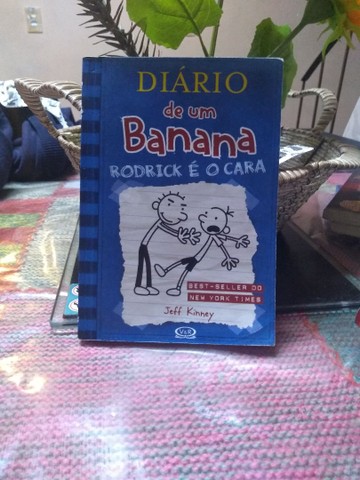 DIÁRIO
de um
Banana
RODRICK É O CARA
BEST-SELLER DO
NEW YORK TIMES
Jeff Kinney
V&R